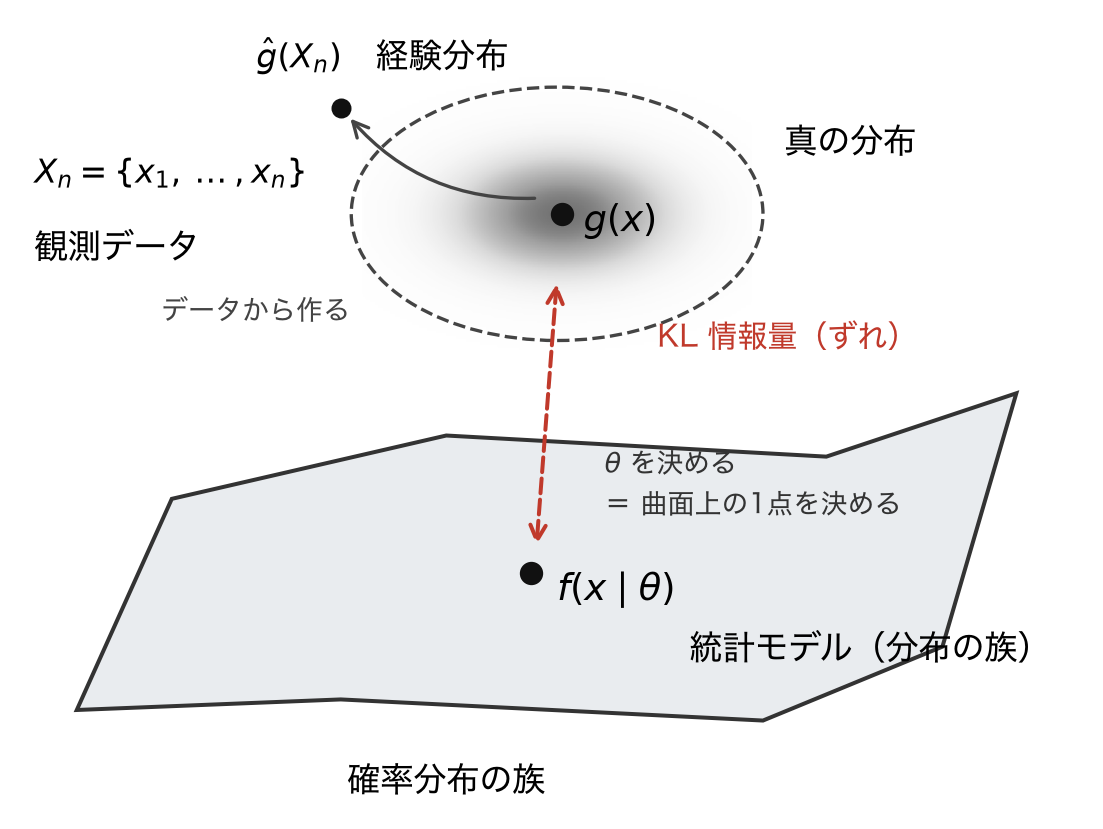 ĝ(Xₙ) 経験分布
真の分布
Xₙ = {x₁, … , xₙ}
g(x)
観測データ
データから作る
KL 情報量（ずれ）
θ を決める
= 曲面上の1点を決める
f(x | θ)
統計モデル（分布の族）
確率分布の族